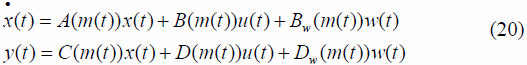 ẋ(t) = A(m(t))x(t) + B(m(t))u(t) + B_w(m(t))w(t) (20)
y(t) = C(m(t))x(t) + D(m(t))u(t) + D_w(m(t))w(t)